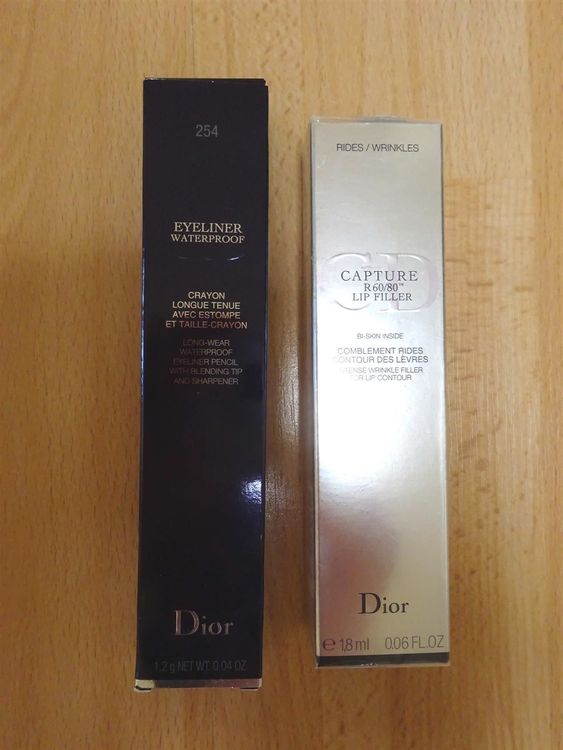 254
EYELINER
WATERPROOF
CRAYON
LONGUE TENUE
AVEC ESTOMPE
ET TAILLE-CRAYON
LONG-WEAR
WATERPROOF
EYELINER PENCIL
WITH BLENDING TIP
AND SHARPENER
Dior
1.2 g NET WT. 0.04 OZ
RIDES / WRINKLES
CD
CAPTURE
R60/80™
LIP FILLER
BI-SKIN INSIDE
COMBLEMENT RIDES
CONTOUR DES LÈVRES
INTENSE WRINKLE FILLER
FOR LIP CONTOUR
Dior
℮ 1,8 ml 0.06 FL.OZ